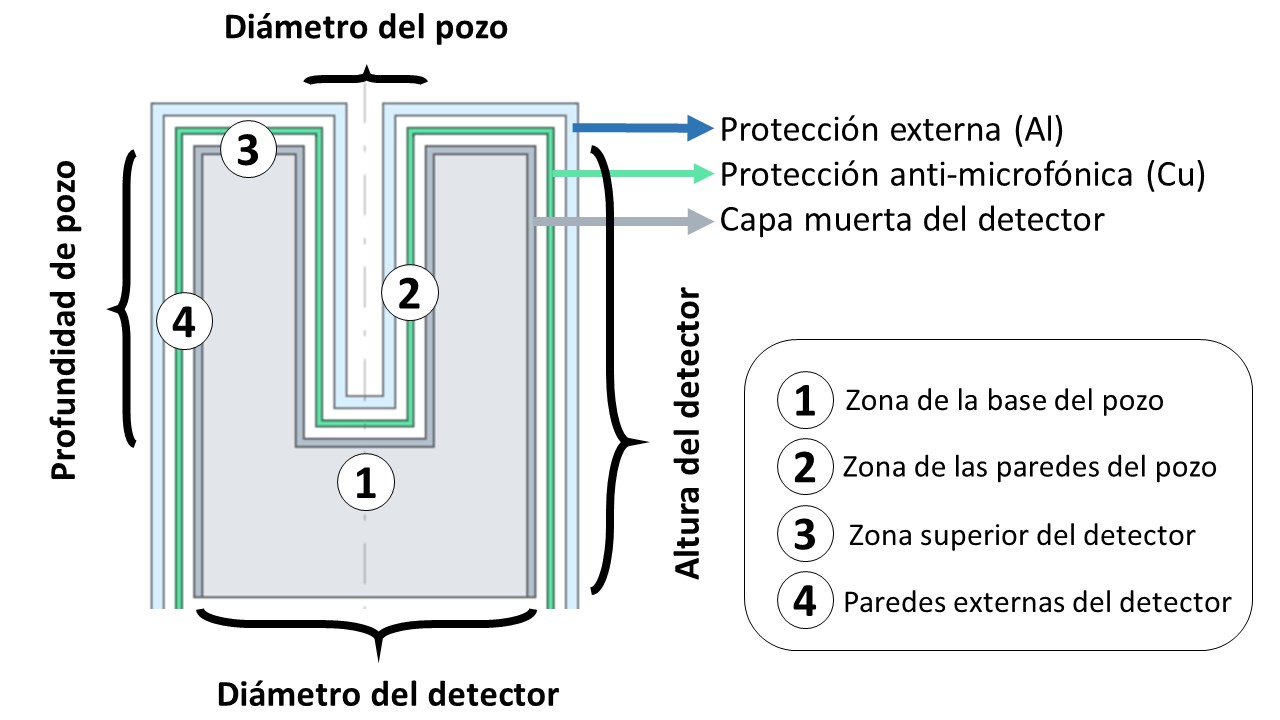 Diámetro del pozo
Protección externa (Al)
Protección anti-microfónica (Cu)
Capa muerta del detector
Profundidad de pozo
3
2
4
1
Altura del detector
1 Zona de la base del pozo
2 Zona de las paredes del pozo
3 Zona superior del detector
4 Paredes externas del detector
Diámetro del detector